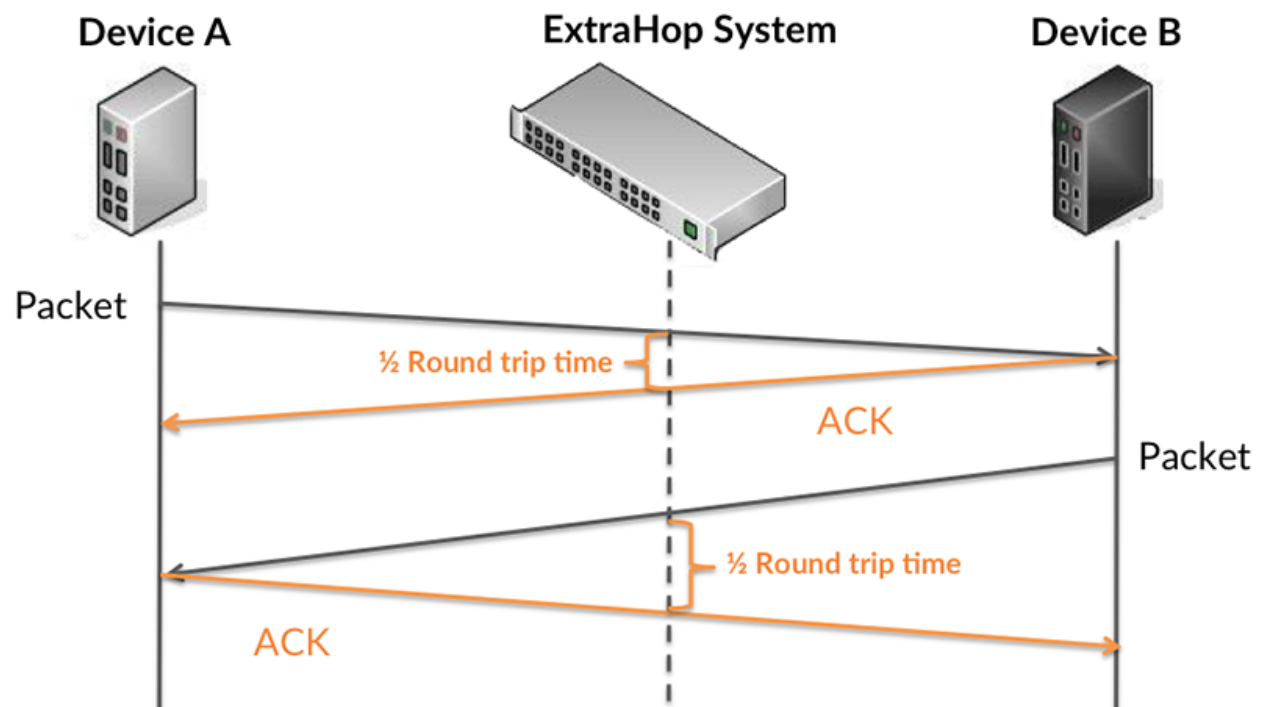 Device A
ExtraHop System
Device B
Packet
½ Round trip time
ACK
Packet
½ Round trip time
ACK